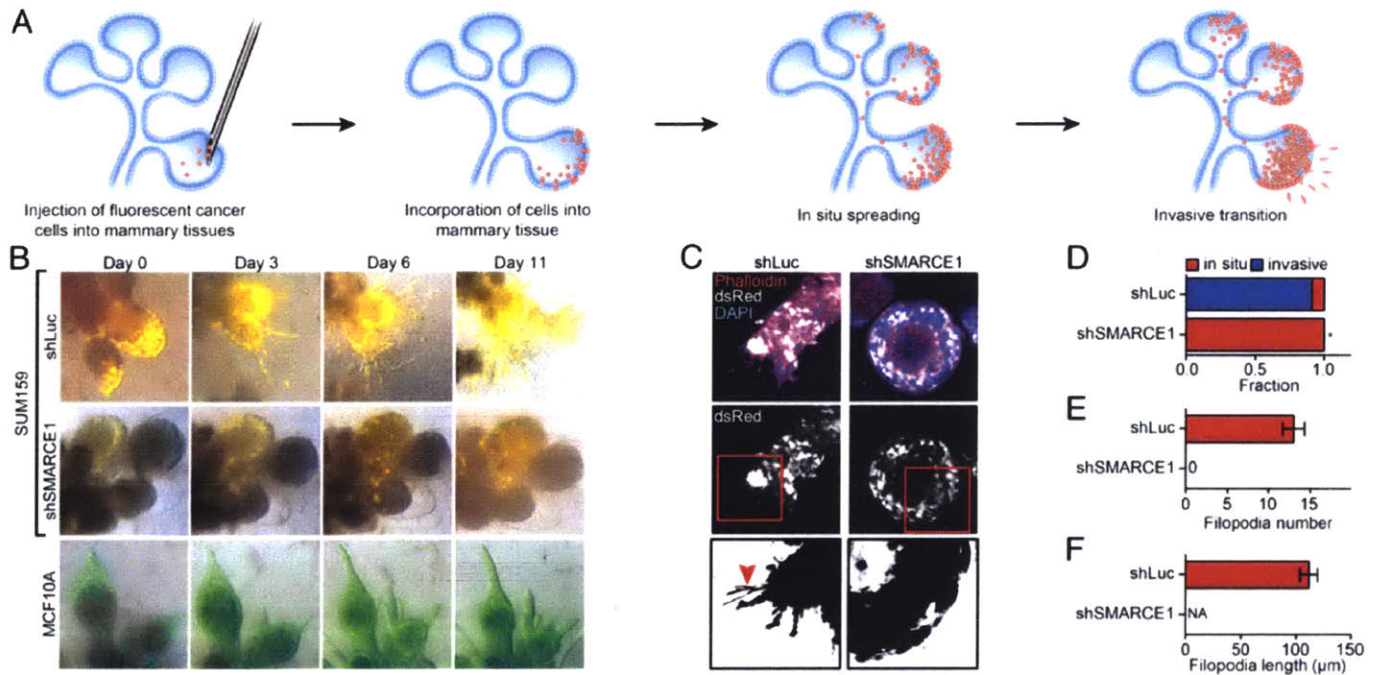 A
Injection of fluorescent cancer
cells into mammary tissues
Incorporation of cells into
mammary tissue
In situ spreading
Invasive transition
B
Day 0 Day 3 Day 6 Day 11
SUM159
shLuc
shSMARCE1
MCF10A
C
shLuc shSMARCE1
Phalloidin
dsRed
DAPI
dsRed
D
in situ invasive
shLuc
shSMARCE1 *
0.0 0.5 1.0
Fraction
E
shLuc
shSMARCE1 0
0 5 10 15
Filopodia number
F
shLuc
shSMARCE1 NA
0 50 100 150
Filopodia length (µm)